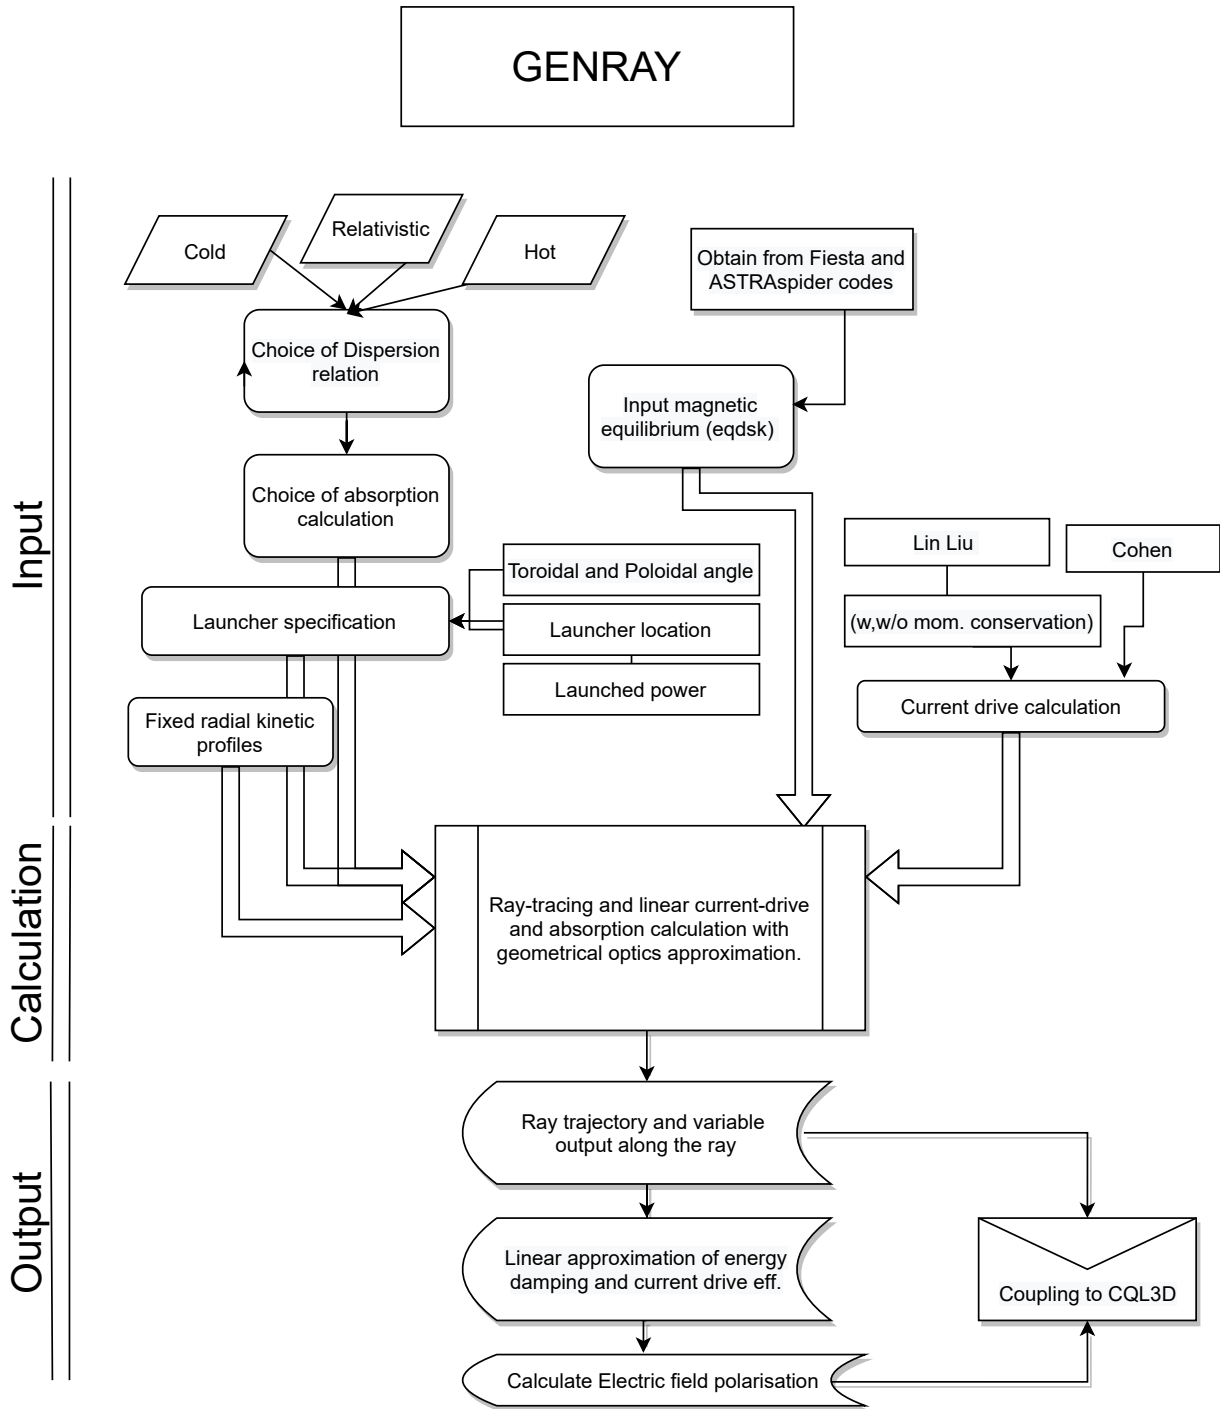 GENRAY
Input
Cold
Relativistic
Hot
Obtain from Fiesta and
ASTRAspider codes
Choice of Dispersion
relation
Input magnetic
equilibrium (eqdsk)
Choice of absorption
calculation
Lin Liu
Cohen
Toroidal and Poloidal angle
Launcher specification
Launcher location
(w,w/o mom. conservation)
Launched power
Fixed radial kinetic
profiles
Current drive calculation
Calculation
Ray-tracing and linear current-drive
and absorption calculation with
geometrical optics approximation.
Output
Ray trajectory and variable
output along the ray
Linear approximation of energy
damping and current drive eff.
Coupling to CQL3D
Calculate Electric field polarisation